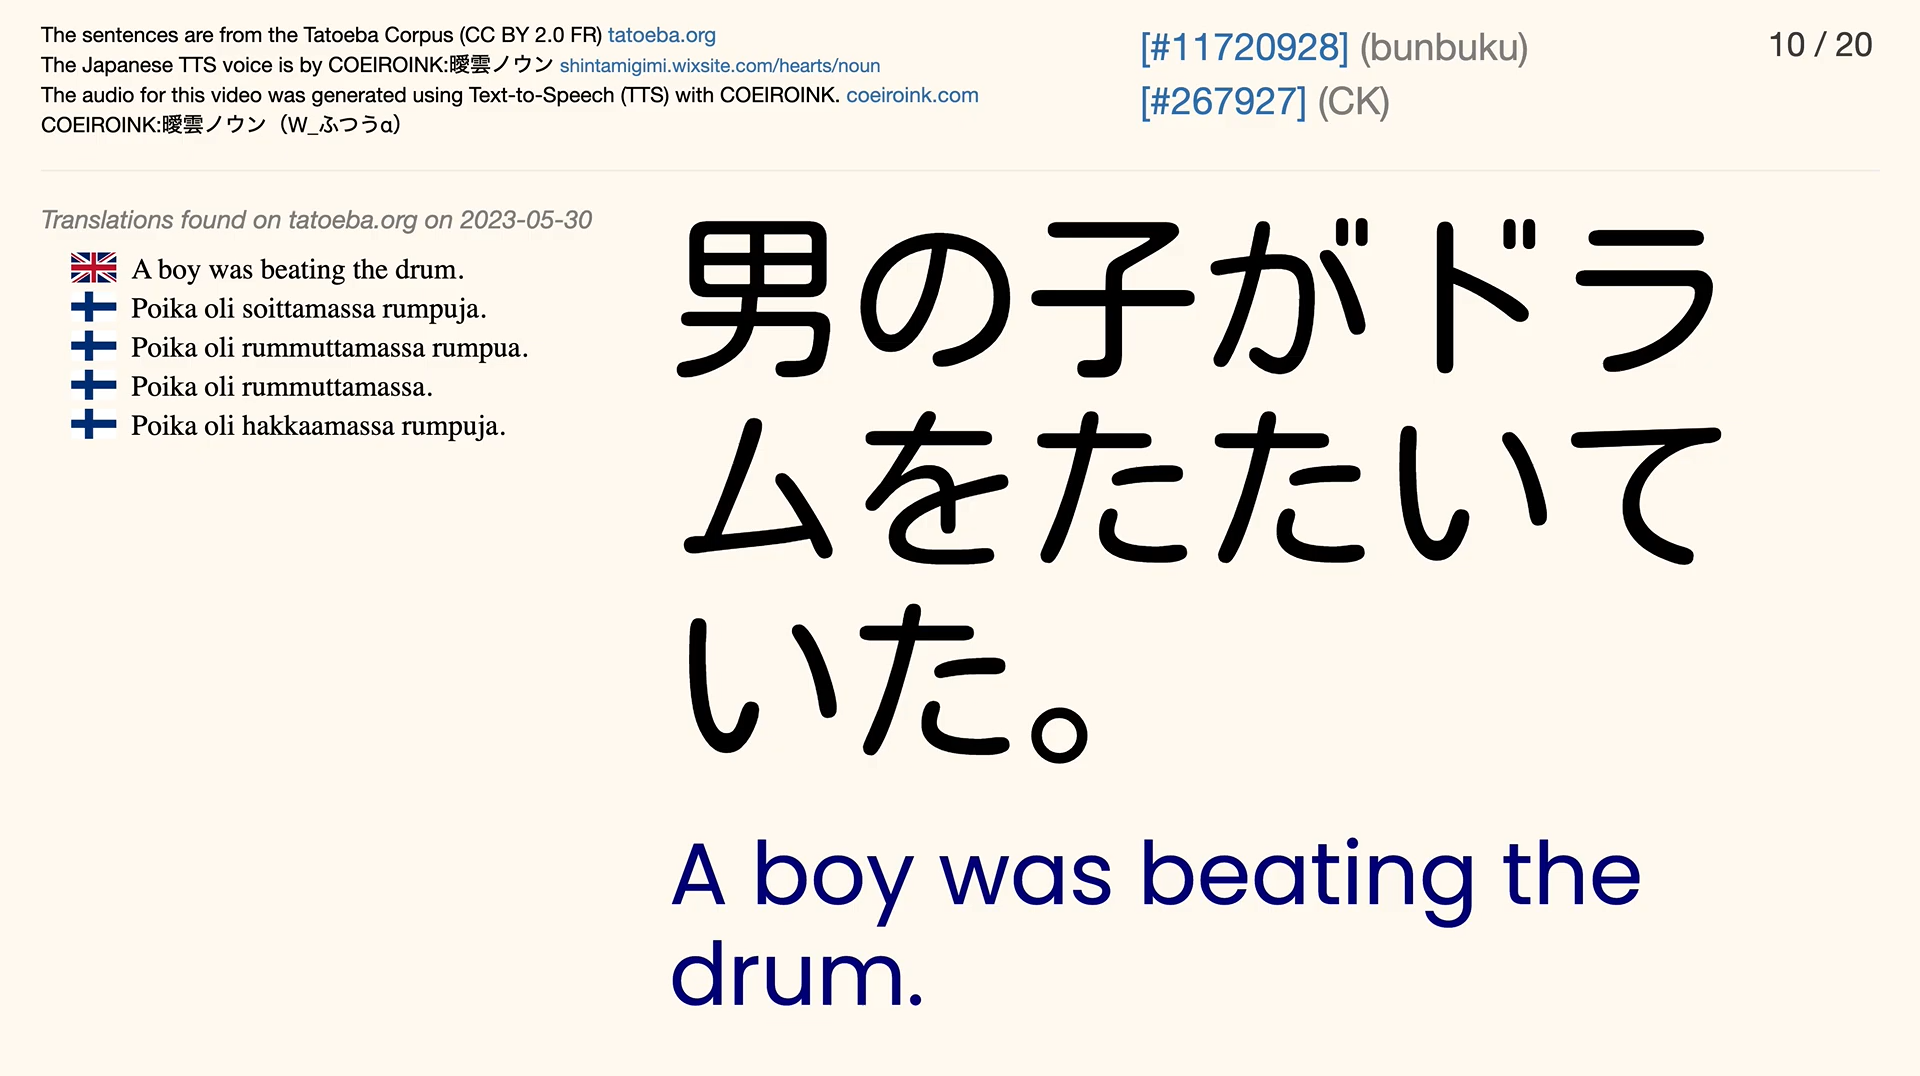 The sentences are from the Tatoeba Corpus (CC BY 2.0 FR) tatoeba.org
The Japanese TTS voice is by COEIROINK:曖雲ノウン shintamigimi.wixsite.com/hearts/noun
The audio for this video was generated using Text-to-Speech (TTS) with COEIROINK. coeiroink.com
COEIROINK:曖雲ノウン（W_ふつうα）
[#11720928] (bunbuku)
[#267927] (CK)
10 / 20
Translations found on tatoeba.org on 2023-05-30
A boy was beating the drum.
Poika oli soittamassa rumpuja.
Poika oli rummuttamassa rumpua.
Poika oli rummuttamassa.
Poika oli hakkaamassa rumpuja.
男の子がドラ
ムをたたいて
いた。
A boy was beating the
drum.